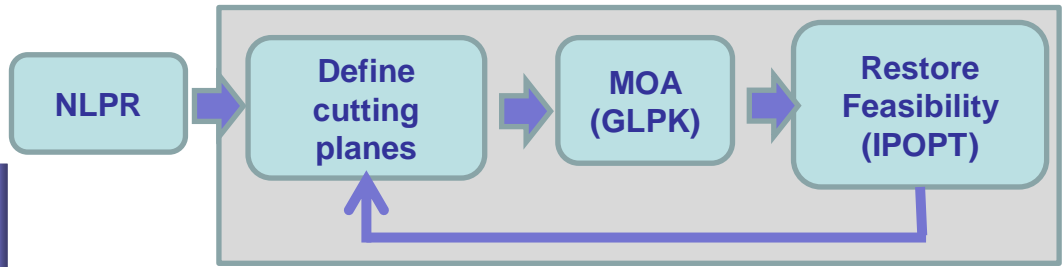 NLPR
Define
cutting
planes
MOA
(GLPK)
Restore
Feasibility
(IPOPT)